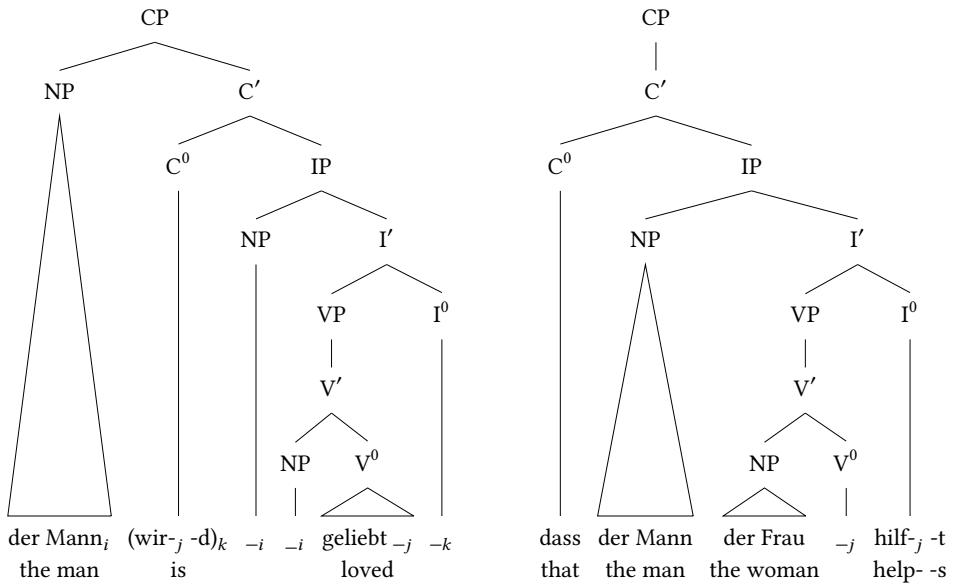 CP CP
NP C′ C′
C⁰ IP C⁰ IP
NP I′ NP I′
VP I⁰ VP I⁰
V′ V′
NP V⁰ NP V⁰
der Mannᵢ (wir-ⱼ -d)ₖ _ᵢ _ᵢ geliebt _ⱼ _ₖ dass der Mann der Frau _ⱼ hilf-ⱼ -t
the man is loved that the man the woman help- -s